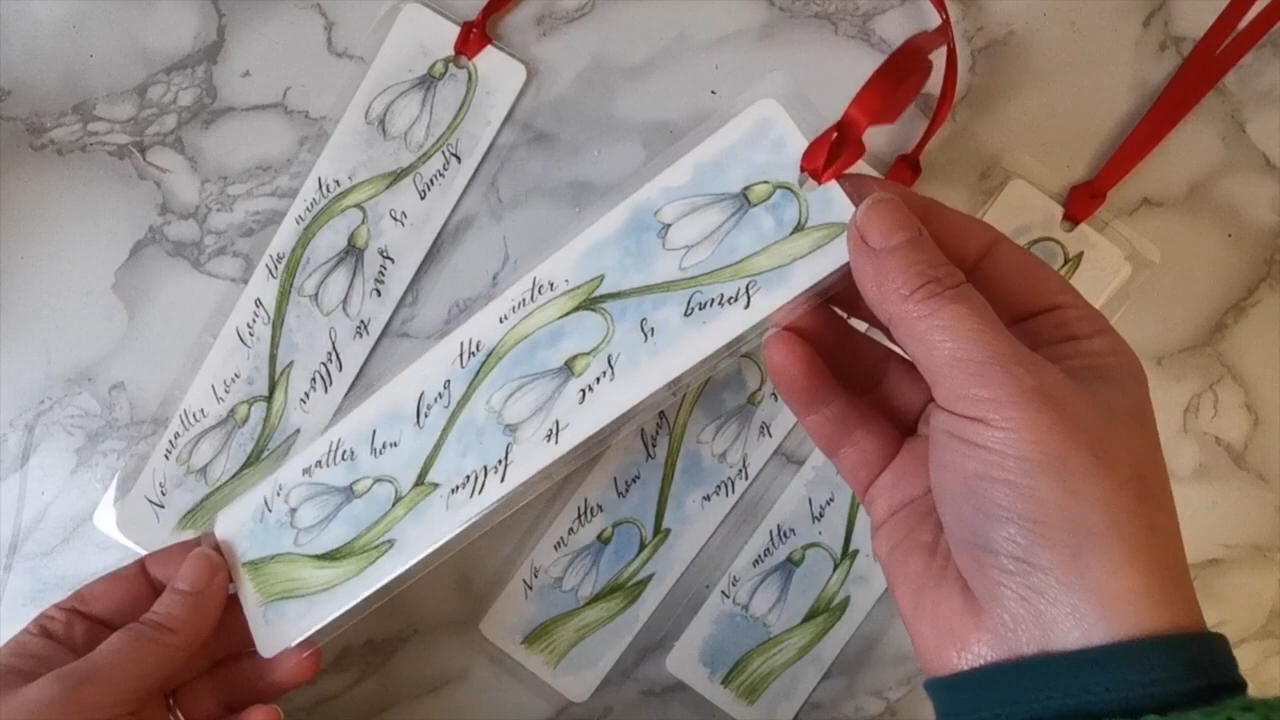 No matter how long the winter,
Spring is sure to follow
No matter how long the winter,
Spring is sure to follow.
No matter how long
to follow.
No matter how